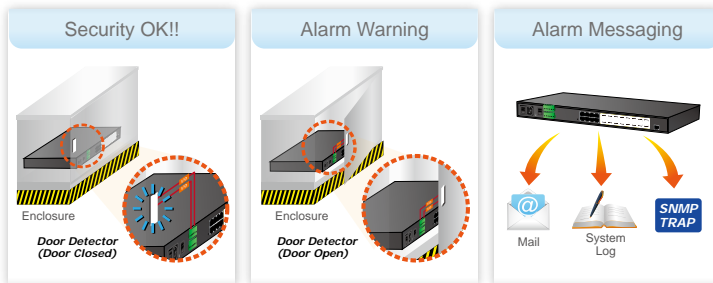 Security OK!!
Enclosure
Door Detector
(Door Closed)
Alarm Warning
Enclosure
Door Detector
(Door Open)
Alarm Messaging
@
Mail
System
Log
SNMP
TRAP